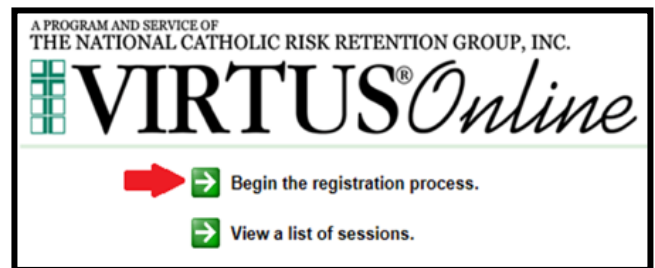 A PROGRAM AND SERVICE OF
THE NATIONAL CATHOLIC RISK RETENTION GROUP, INC.
VIRTUS® Online
Begin the registration process.
View a list of sessions.